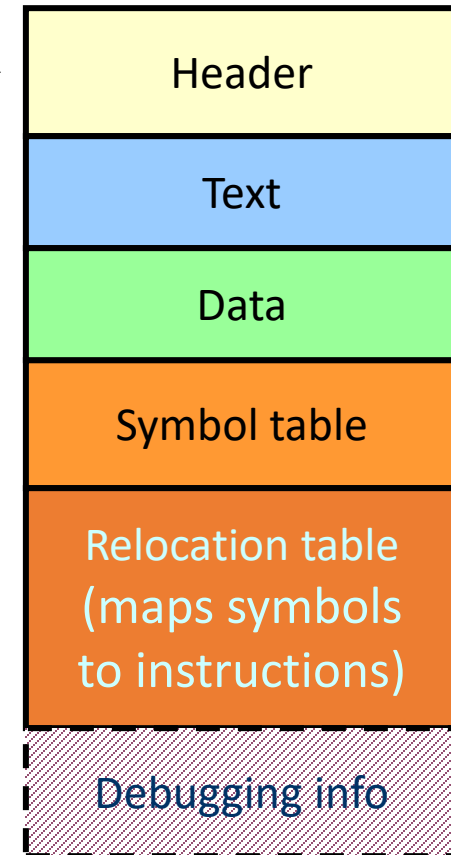 Header
Text
Data
Symbol table
Relocation table
(maps symbols
to instructions)
Debugging info